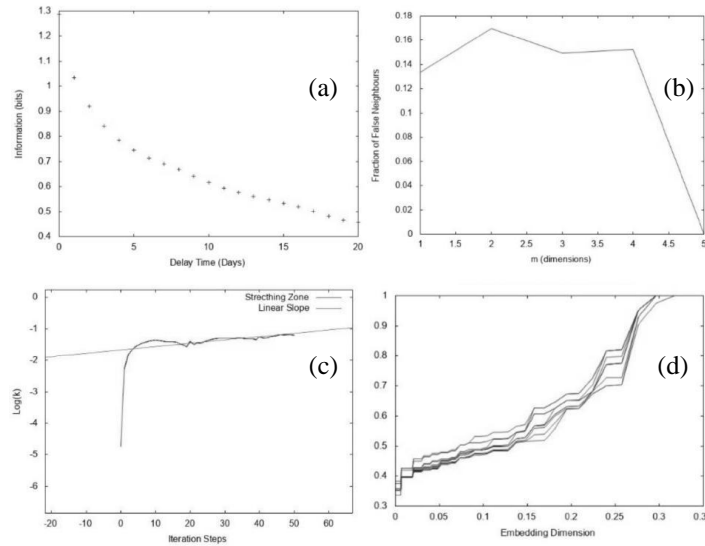 1.3
1.2
1.1
1
0.9
0.8
0.7
0.6
0.5
0.4
0 5 10 15 20
Information (bits)
Delay Time (Days)
(a)
0.18
0.16
0.14
0.12
0.1
0.08
0.06
0.04
0.02
0
1 1.5 2 2.5 3 3.5 4 4.5 5
Fraction of False Neighbours
m (dimensions)
(b)
0
-1
-2
-3
-4
-5
-6
-20 -10 0 10 20 30 40 50 60
Log(k)
Iteration Steps
Strecthing Zone
Linear Slope
(c)
1
0.9
0.8
0.7
0.6
0.5
0.4
0.3
0 0.05 0.1 0.15 0.2 0.25 0.3 0.3
Embedding Dimension
(d)